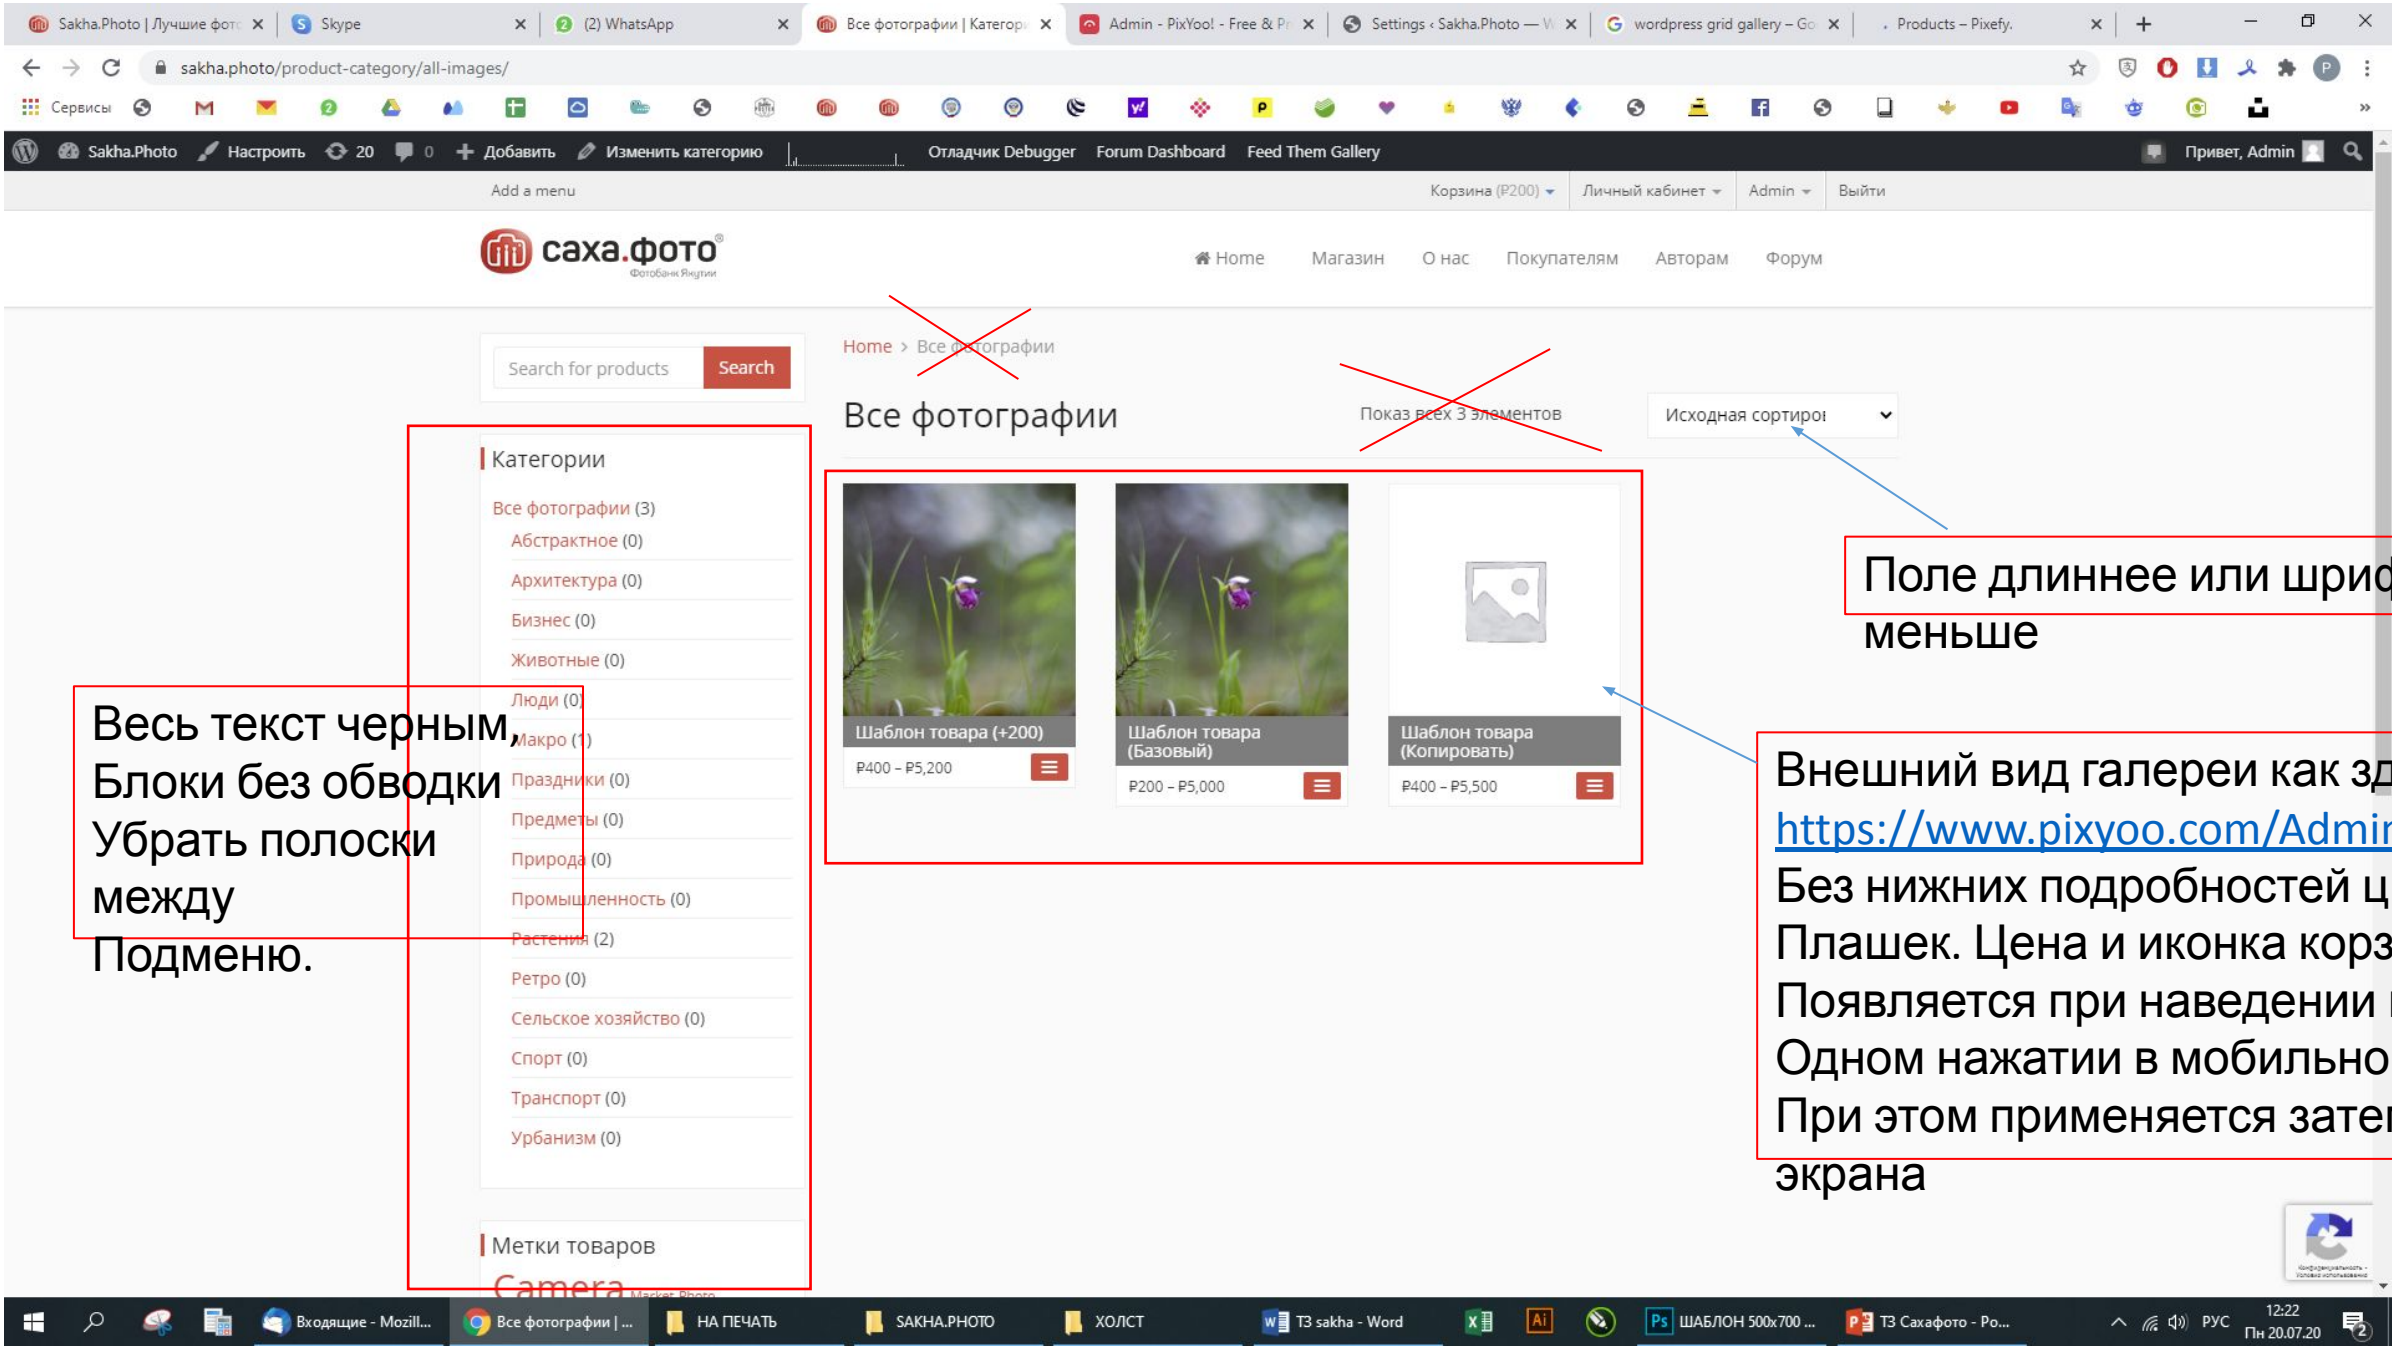 Sakha.Photo | Лучшие фото
Skype
(2) WhatsApp
Все фотографии | Категор
Admin - PixYoo! - Free & Pr
Settings ‹ Sakha.Photo — W
wordpress grid gallery – Go
Products – Pixefy.
sakha.photo/product-category/all-images/
Сервисы
Sakha.Photo Настроить 20 0 + Добавить Изменить категорию Отладчик Debugger Forum Dashboard Feed Them Gallery Привет, Admin
Add a menu Корзина (₽200) Личный кабинет Admin Выйти
саха.фото®
Фотобанк Якутии
Home Магазин О нас Покупателям Авторам Форум
Search for products Search
Home > Все фотографии
Все фотографии
Показ всех 3 элементов
Исходная сортиров
Категории
Все фотографии (3)
Абстрактное (0)
Архитектура (0)
Бизнес (0)
Животные (0)
Люди (0)
Макро (1)
Праздники (0)
Предметы (0)
Природа (0)
Промышленность (0)
Растения (2)
Ретро (0)
Сельское хозяйство (0)
Спорт (0)
Транспорт (0)
Урбанизм (0)
Метки товаров
Camera Market Photo
Весь текст черным,
Блоки без обводки
Убрать полоски
между
Подменю.
Шаблон товара (+200)
₽400 – ₽5,200
Шаблон товара
(Базовый)
₽200 – ₽5,000
Шаблон товара
(Копировать)
₽400 – ₽5,500
Поле длиннее или шриф
меньше
Внешний вид галереи как зд
https://www.pixyoo.com/Admin
Без нижних подробностей ц
Плашек. Цена и иконка корз
Появляется при наведении
Одном нажатии в мобильно
При этом применяется зате
экрана
Входящие - Mozill...
Все фотографии | ...
НА ПЕЧАТЬ
SAKHA.PHOTO
ХОЛСТ
ТЗ sakha - Word
ШАБЛОН 500x700 ...
ТЗ Сахафото - Po...
РУС
12:22
Пн 20.07.20